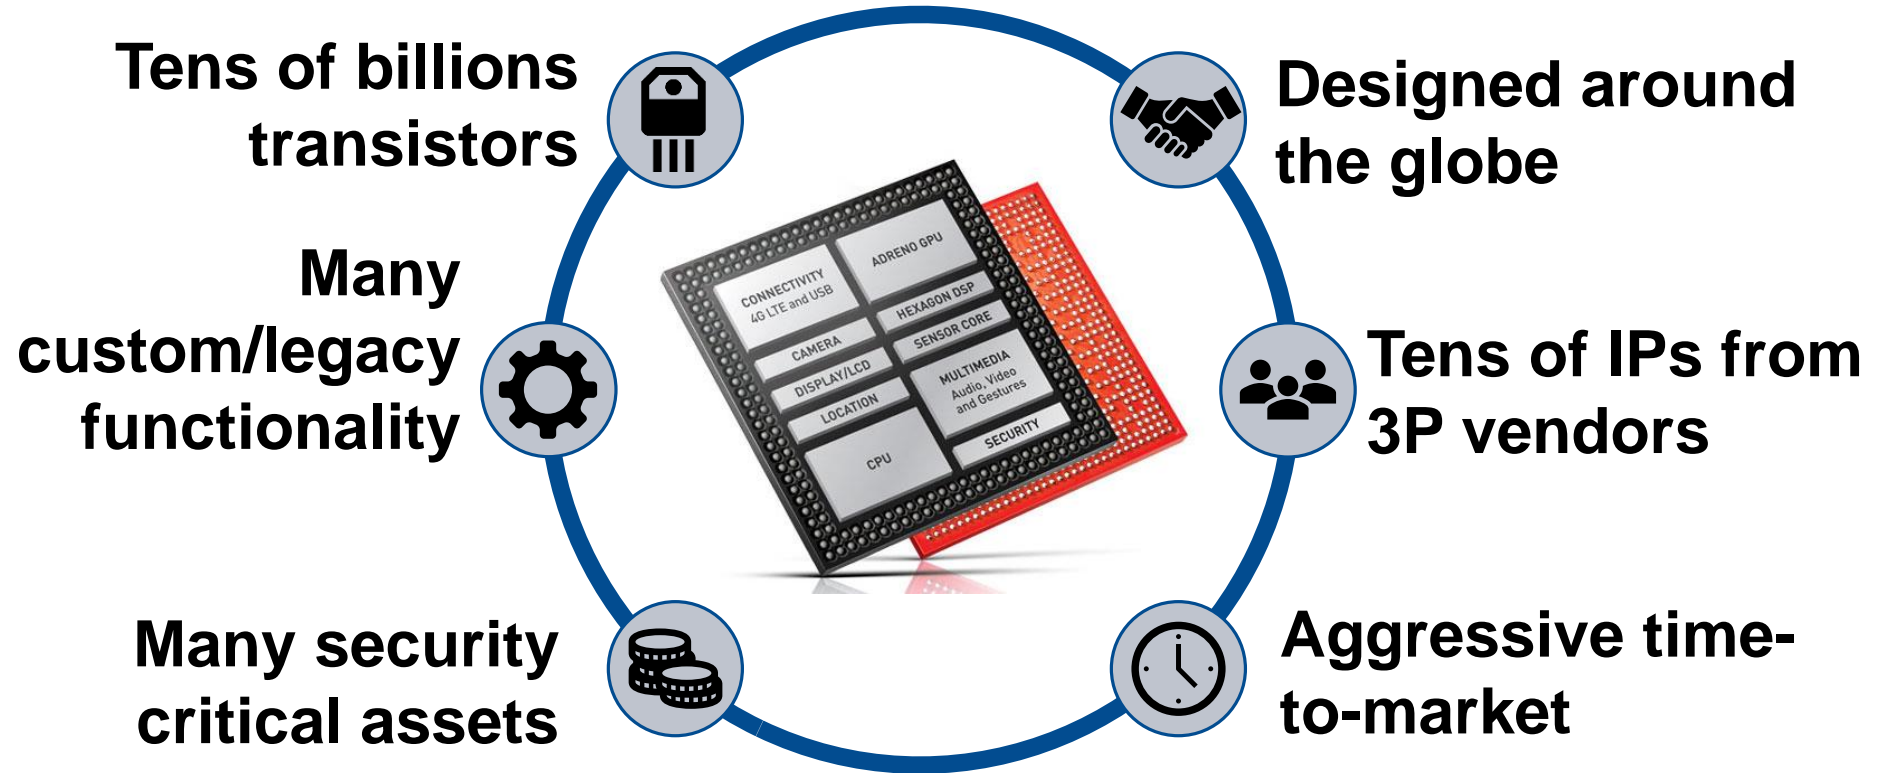 Tens of billions
transistors
Designed around
the globe
Many
custom/legacy
functionality
Tens of IPs from
3P vendors
Many security
critical assets
Aggressive time-
to-market
CONNECTIVITY
4G LTE and USB
ADRENO GPU
CAMERA
HEXAGON DSP
DISPLAY/LCD
SENSOR CORE
LOCATION
MULTIMEDIA
Audio, Video
and Gestures
CPU
SECURITY